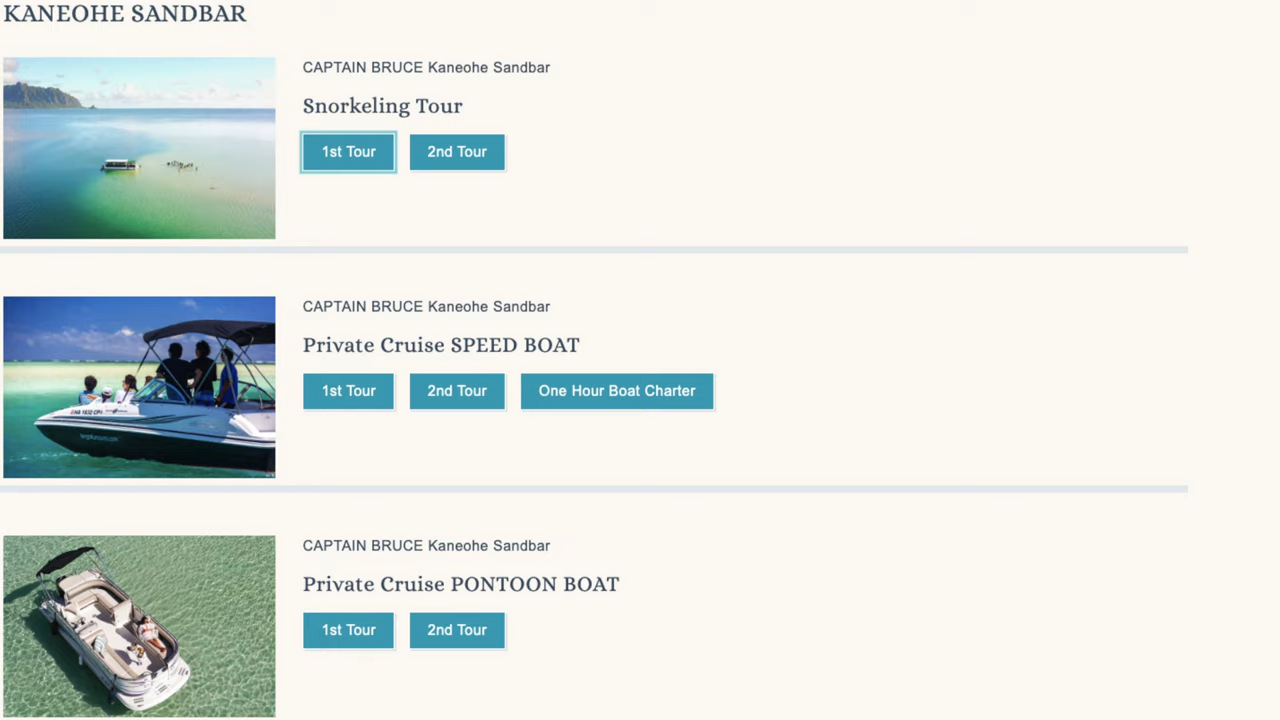 KANEOHE SANDBAR
CAPTAIN BRUCE Kaneohe Sandbar
Snorkeling Tour
1st Tour
2nd Tour
CAPTAIN BRUCE Kaneohe Sandbar
Private Cruise SPEED BOAT
1st Tour
2nd Tour
One Hour Boat Charter
CAPTAIN BRUCE Kaneohe Sandbar
Private Cruise PONTOON BOAT
1st Tour
2nd Tour